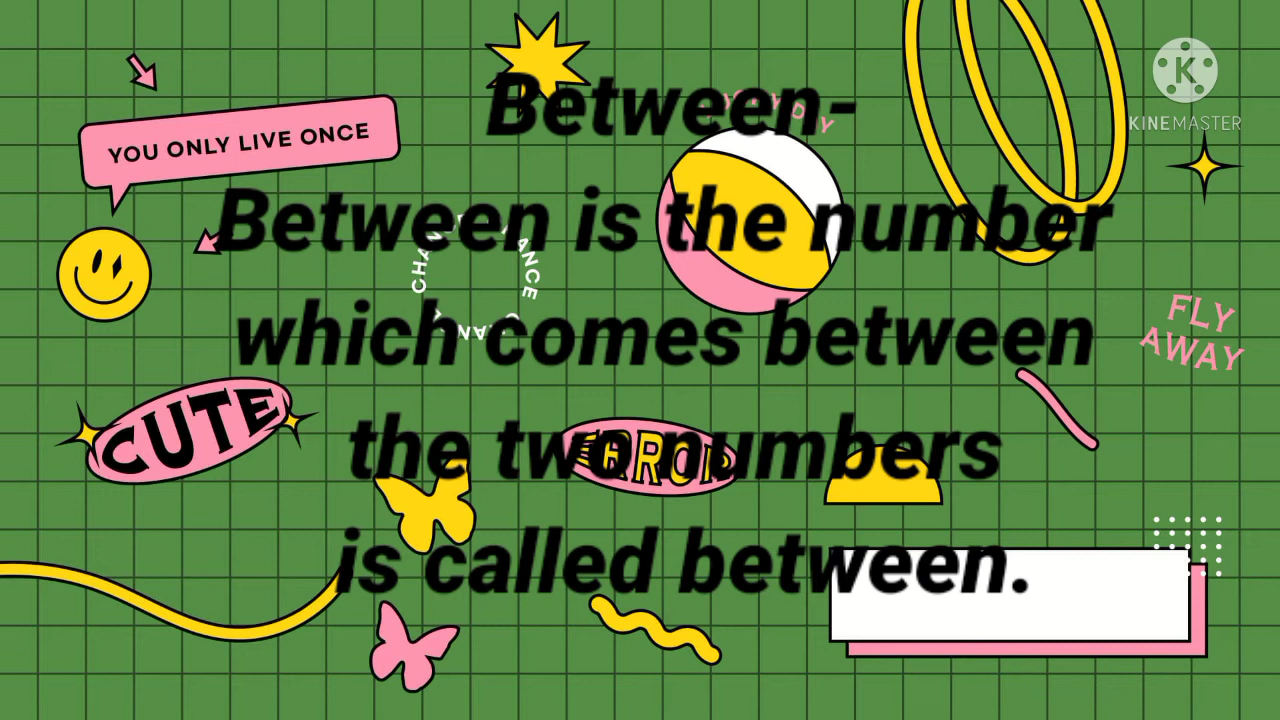 Between-
YOU ONLY LIVE ONCE
KINEMASTER
Between is the number
which comes between
FLY
AWAY
CUTE
the two numbers
ERROR
is called between.